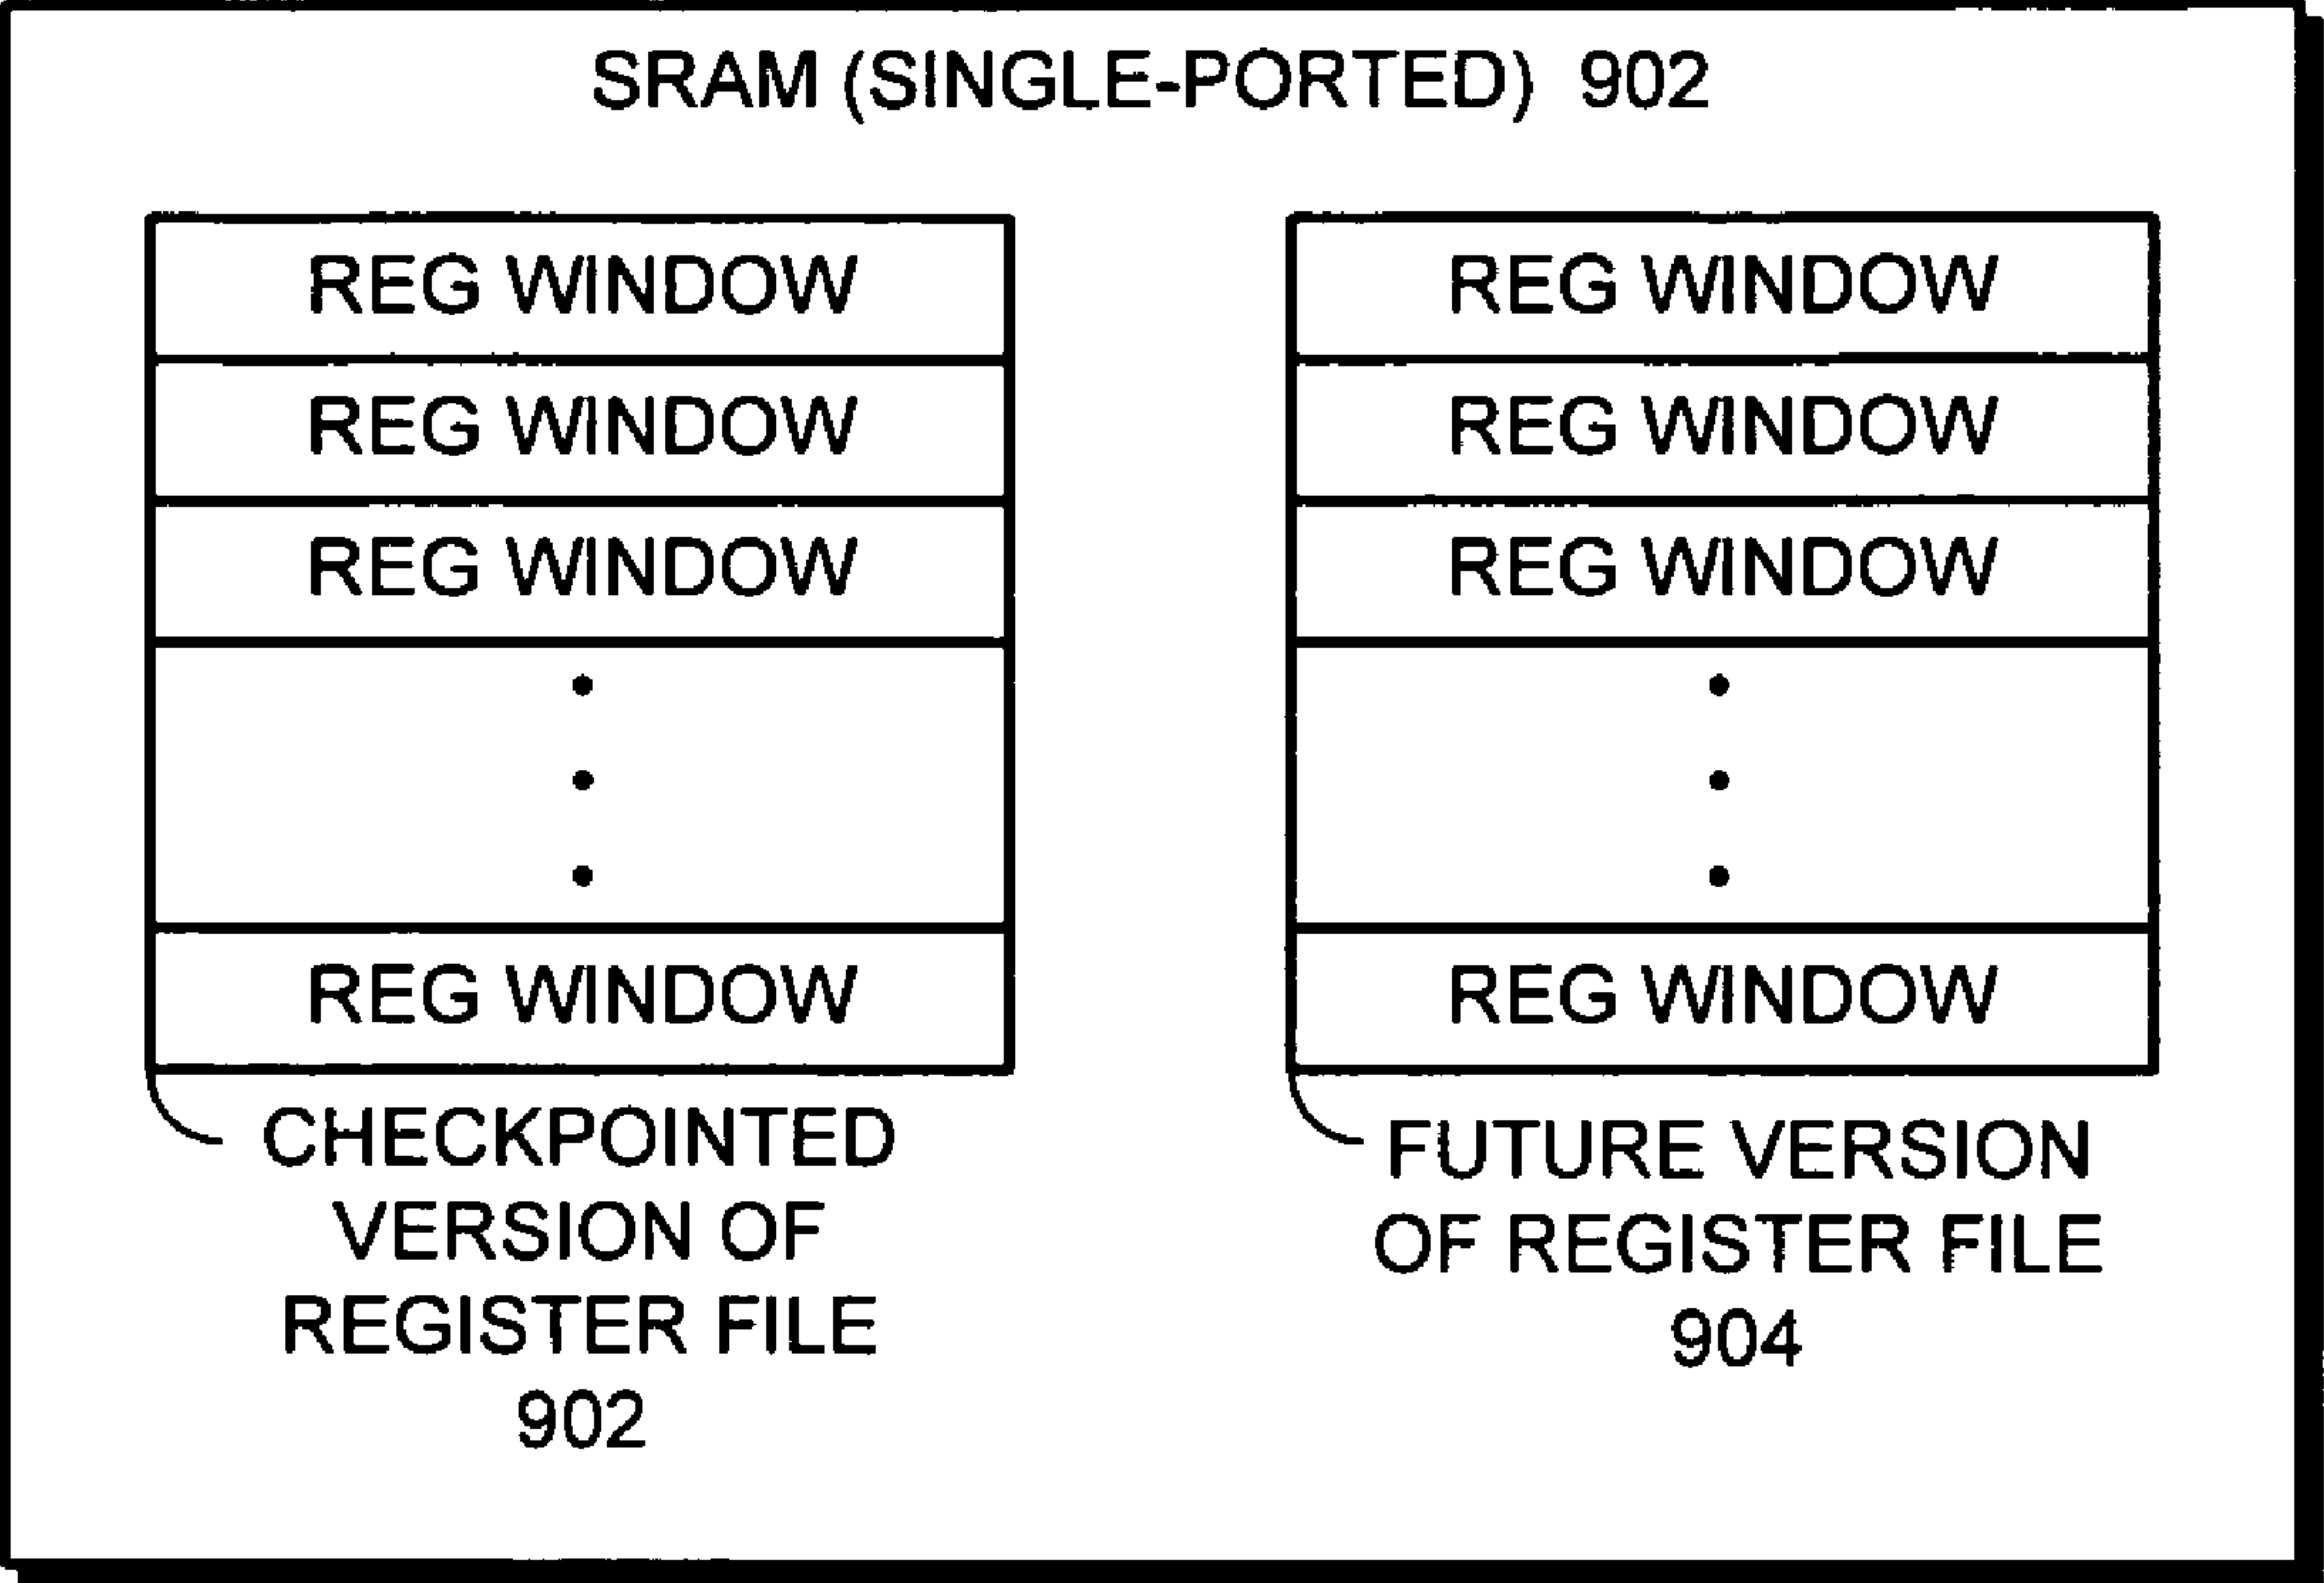 SRAM (SINGLE-PORTED) 902
REG WINDOW
REG WINDOW
REG WINDOW
REG WINDOW
CHECKPOINTED
VERSION OF
REGISTER FILE
902
REG WINDOW
REG WINDOW
REG WINDOW
REG WINDOW
FUTURE VERSION
OF REGISTER FILE
904